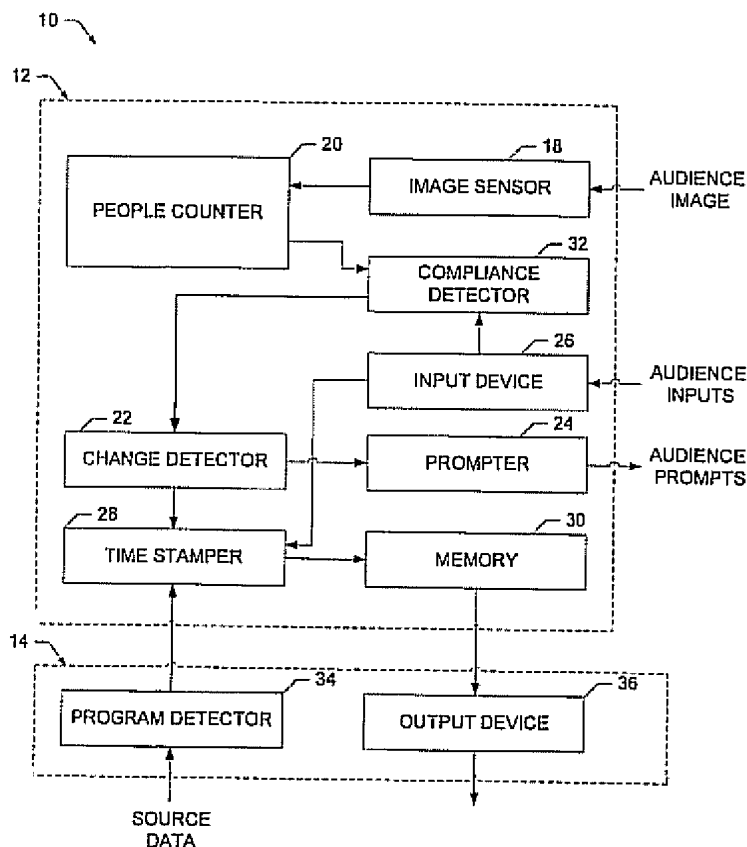 10
12
20
18
PEOPLE COUNTER
IMAGE SENSOR
AUDIENCE
IMAGE
32
COMPLIANCE
DETECTOR
26
INPUT DEVICE
AUDIENCE
INPUTS
22
24
CHANGE DETECTOR
PROMPTER
AUDIENCE
PROMPTS
28
30
TIME STAMPER
MEMORY
14
34
36
PROGRAM DETECTOR
OUTPUT DEVICE
SOURCE
DATA